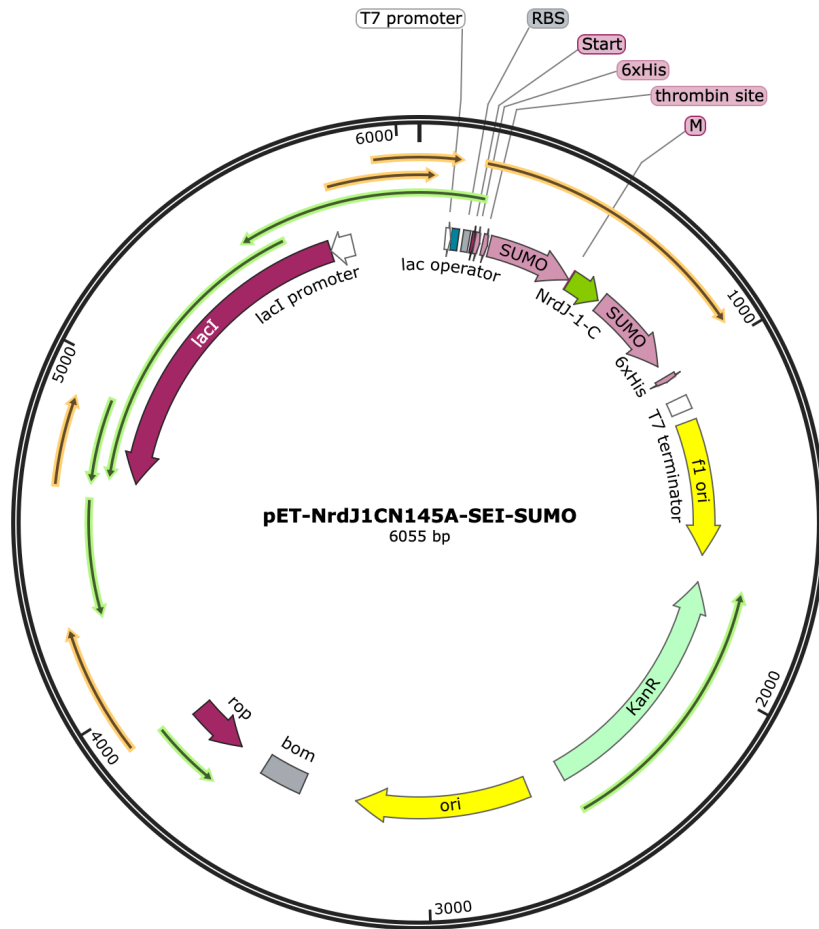 T7 promoter
RBS
Start
6xHis
thrombin site
M
6000
lac operator
SUMO
NrdJ-1-C
SUMO
6xHis
T7 terminator
1000
f1 ori
lacI promoter
lacI
5000
pET-NrdJ1CN145A-SEI-SUMO
6055 bp
KanR
2000
rop
bom
ori
4000
3000